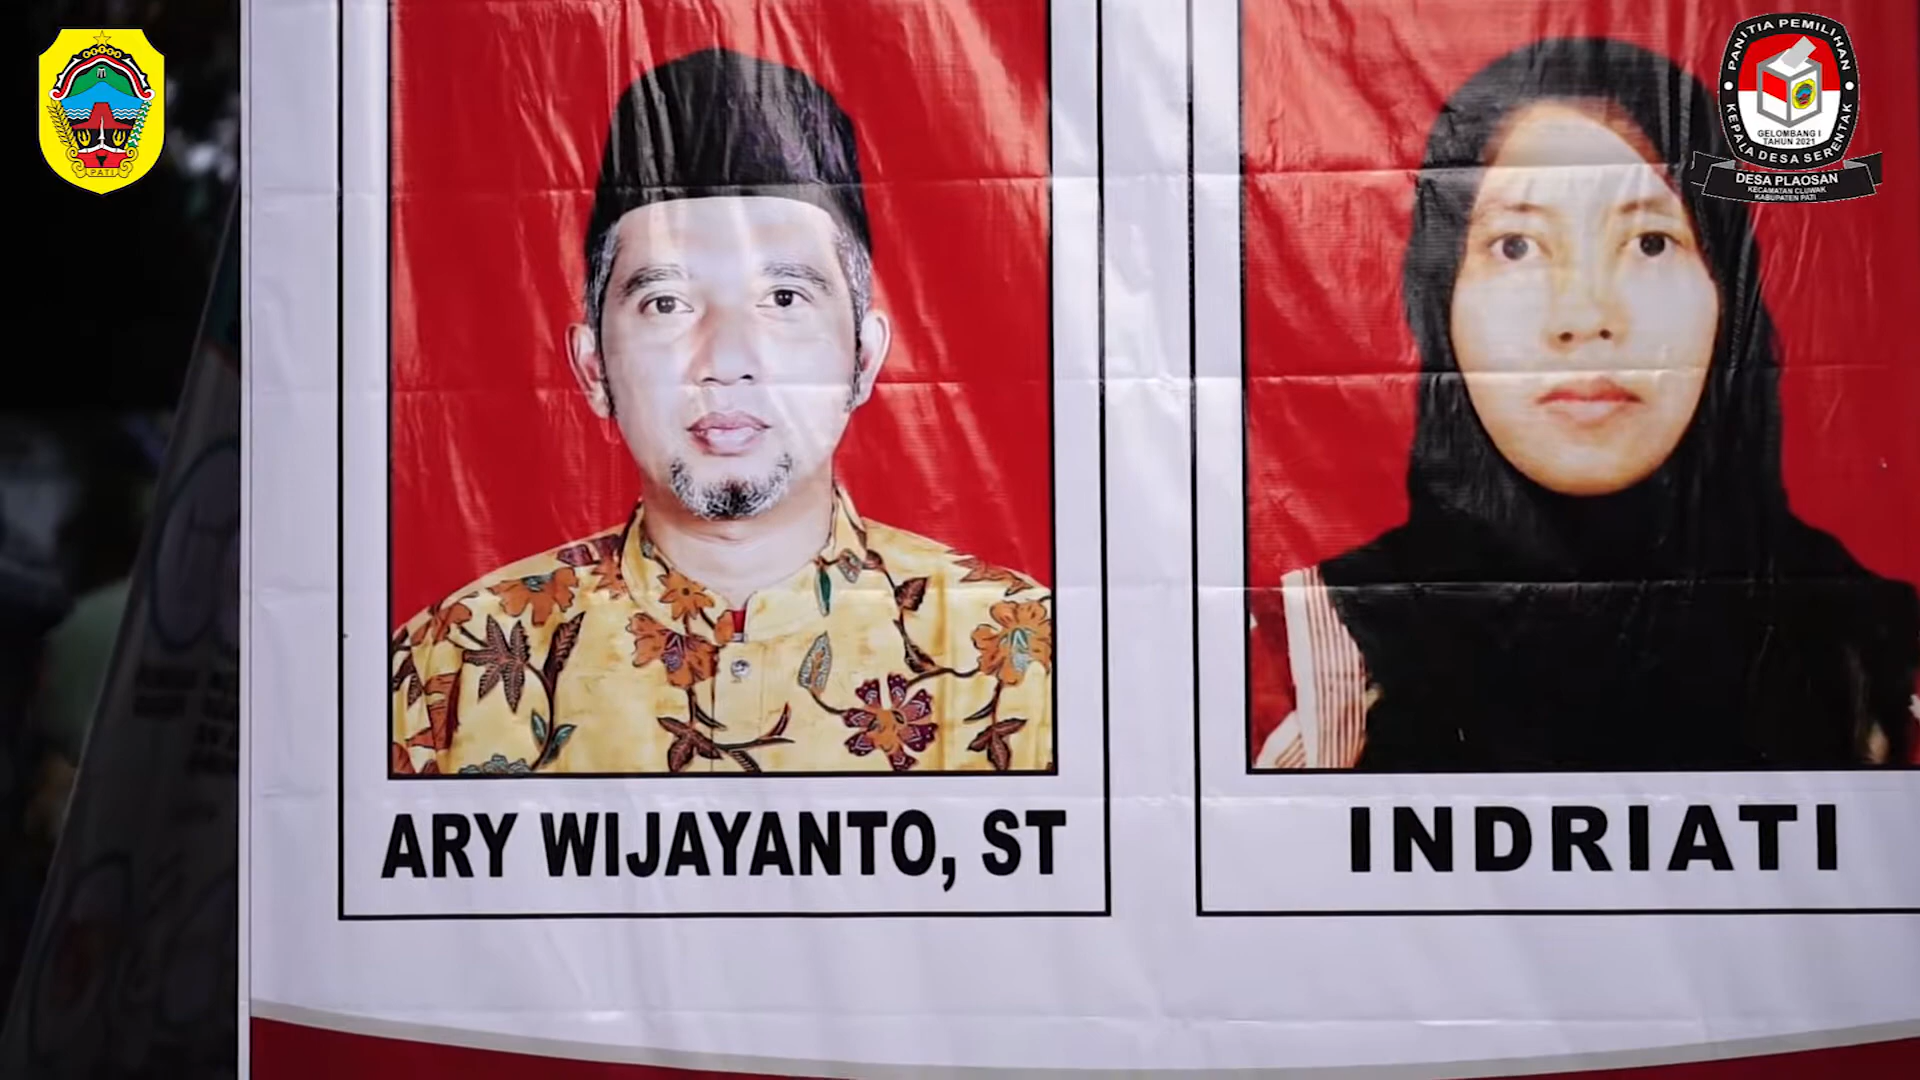 PATI
PANITIA PEMILIHAN
KEPALA DESA SERENTAK
GELOMBANG I
TAHUN 2021
DESA PLAOSAN
KECAMATAN CLUWAK
KABUPATEN PATI
ARY WIJAYANTO, ST
INDRIATI